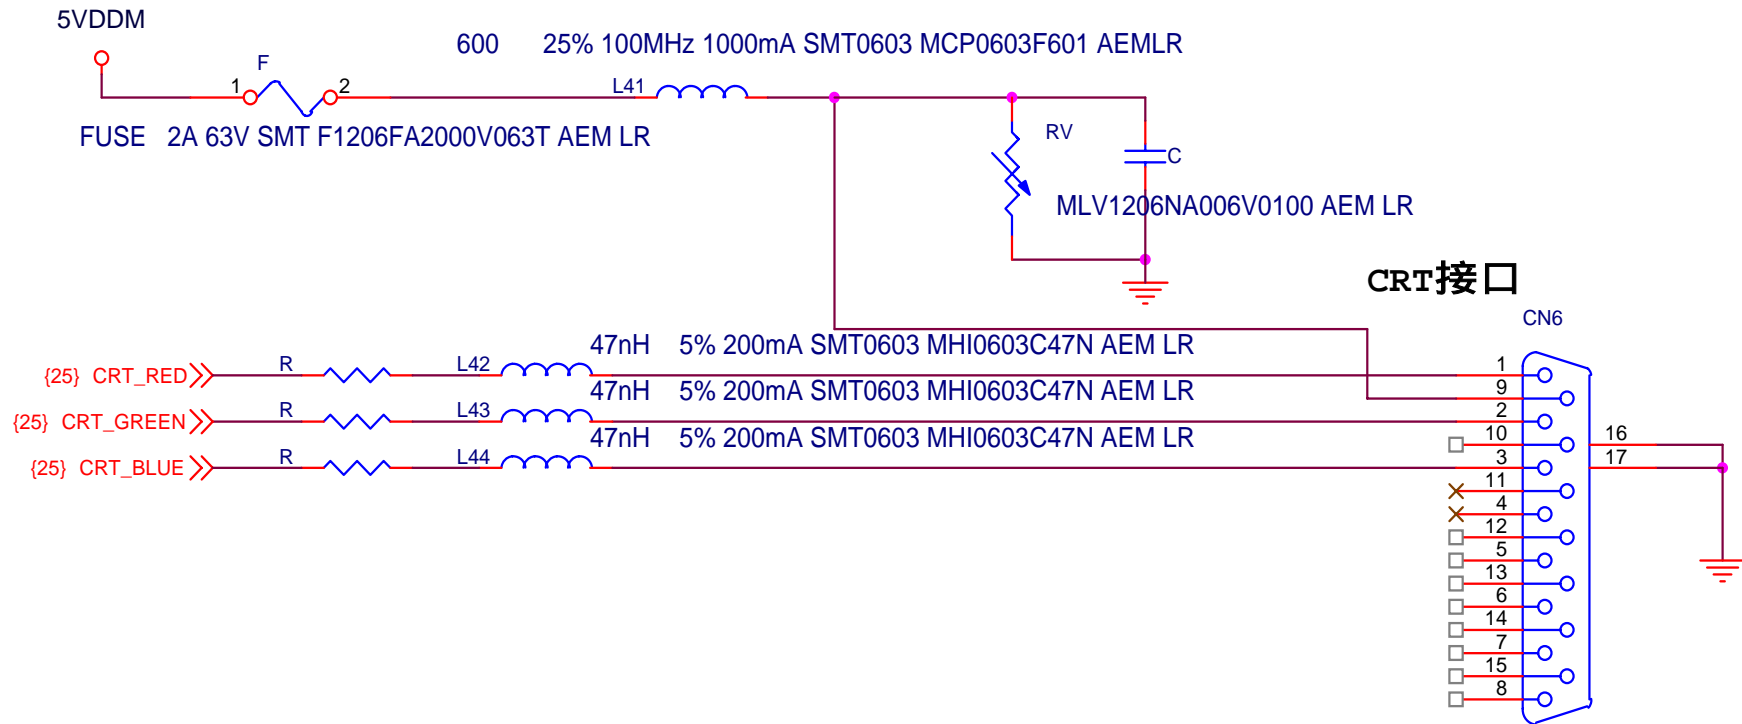 5VDDM
600 25% 100MHz 1000mA SMT0603 MCP0603F601 AEMLR
F
1 2
L41
FUSE 2A 63V SMT F1206FA2000V063T AEM LR
RV
C
MLV1206NA006V0100 AEM LR
CRT接口
CN6
47nH 5% 200mA SMT0603 MHI0603C47N AEM LR
{25} CRT_RED R L42
47nH 5% 200mA SMT0603 MHI0603C47N AEM LR
{25} CRT_GREEN R L43
47nH 5% 200mA SMT0603 MHI0603C47N AEM LR
{25} CRT_BLUE R L44
1
9
2
10
3
11
4
12
5
13
6
14
7
15
8
16
17